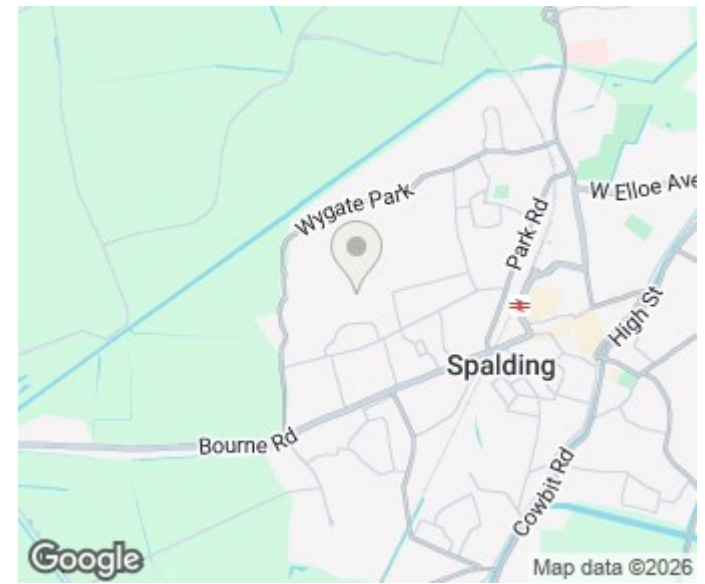 Wygate Park
W Elloe Ave
Park Rd
High St
Spalding
Bourne Rd
Cowbit Rd
Google
Map data ©2026